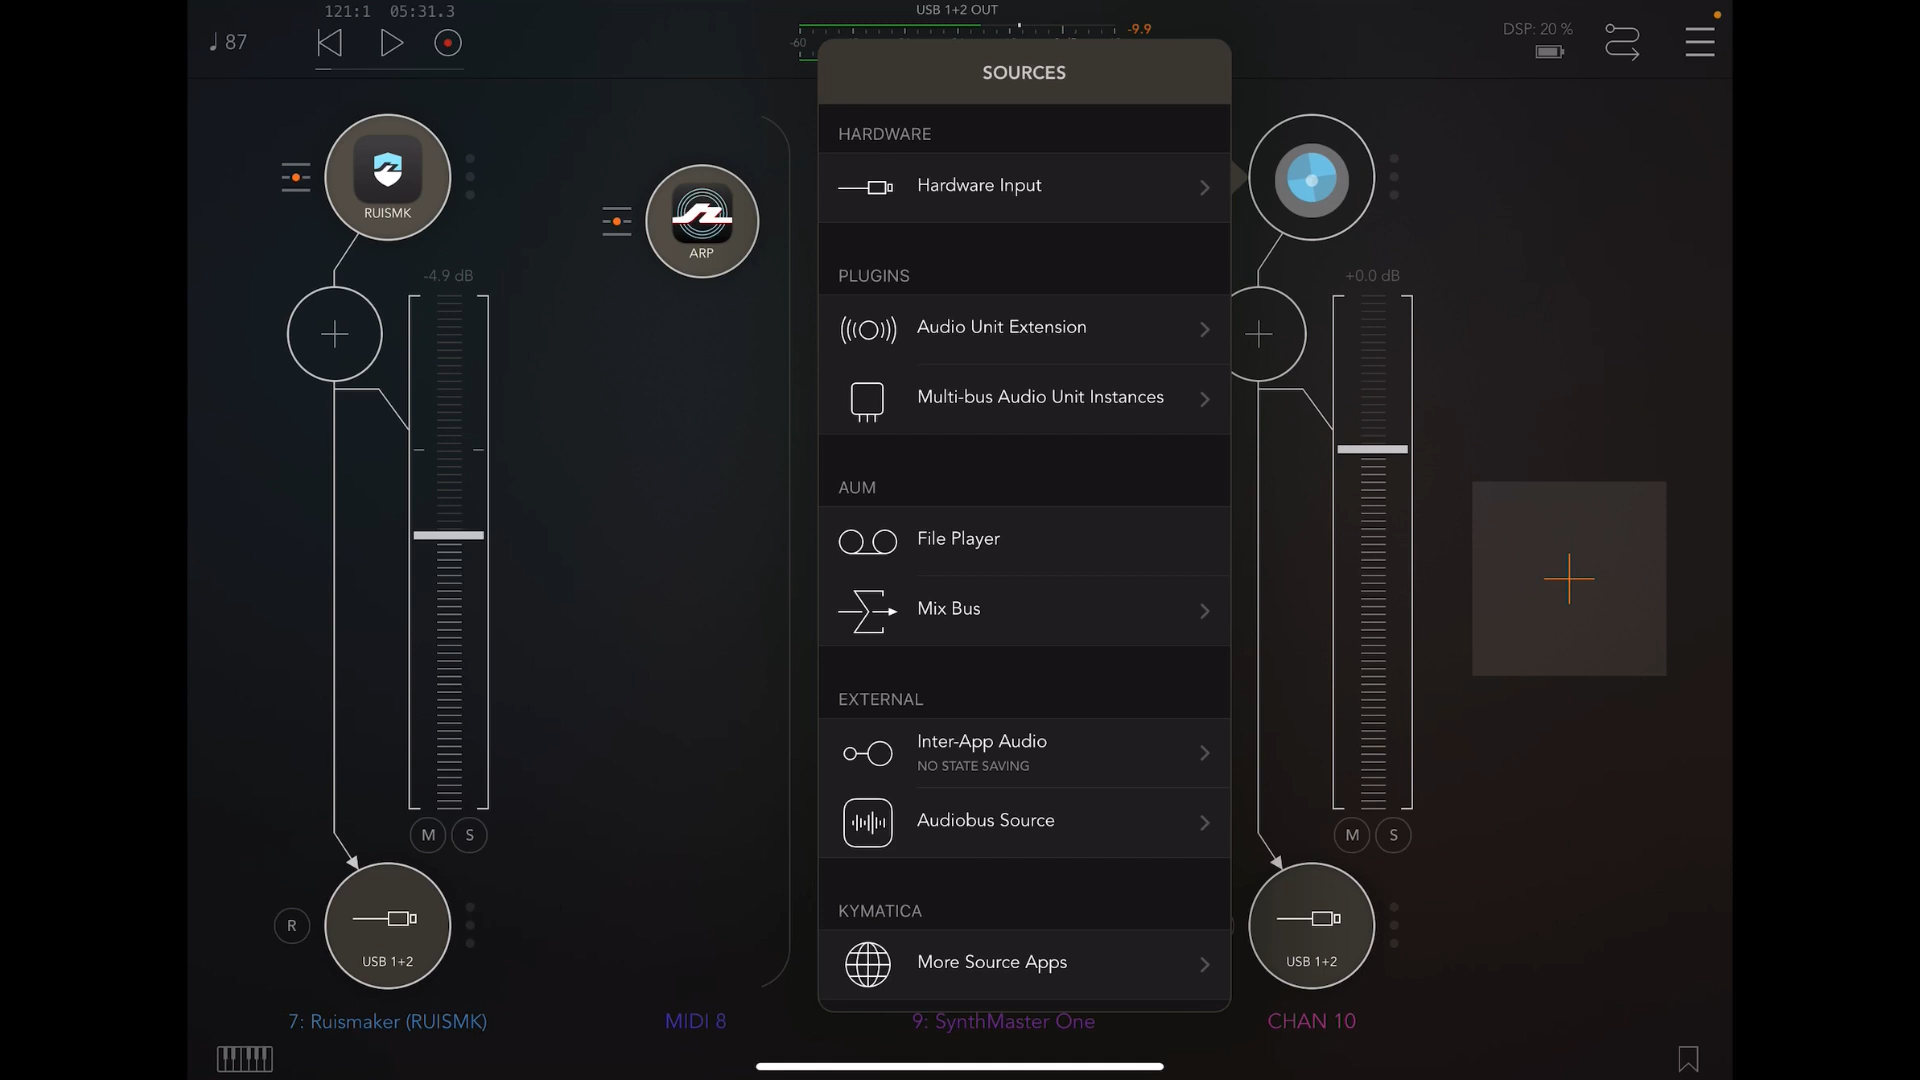 121:1 05:31.3
87
USB 1+2 OUT
-60
-9.9
DSP: 20 %
SOURCES
HARDWARE
Hardware Input
PLUGINS
Audio Unit Extension
Multi-bus Audio Unit Instances
AUM
File Player
Mix Bus
EXTERNAL
Inter-App Audio
NO STATE SAVING
Audiobus Source
KYMATICA
More Source Apps
RUISMK
-4.9 dB
M S
R
USB 1+2
7: Ruismaker (RUISMK)
ARP
MIDI 8
9: SynthMaster One
+0.0 dB
M S
USB 1+2
CHAN 10